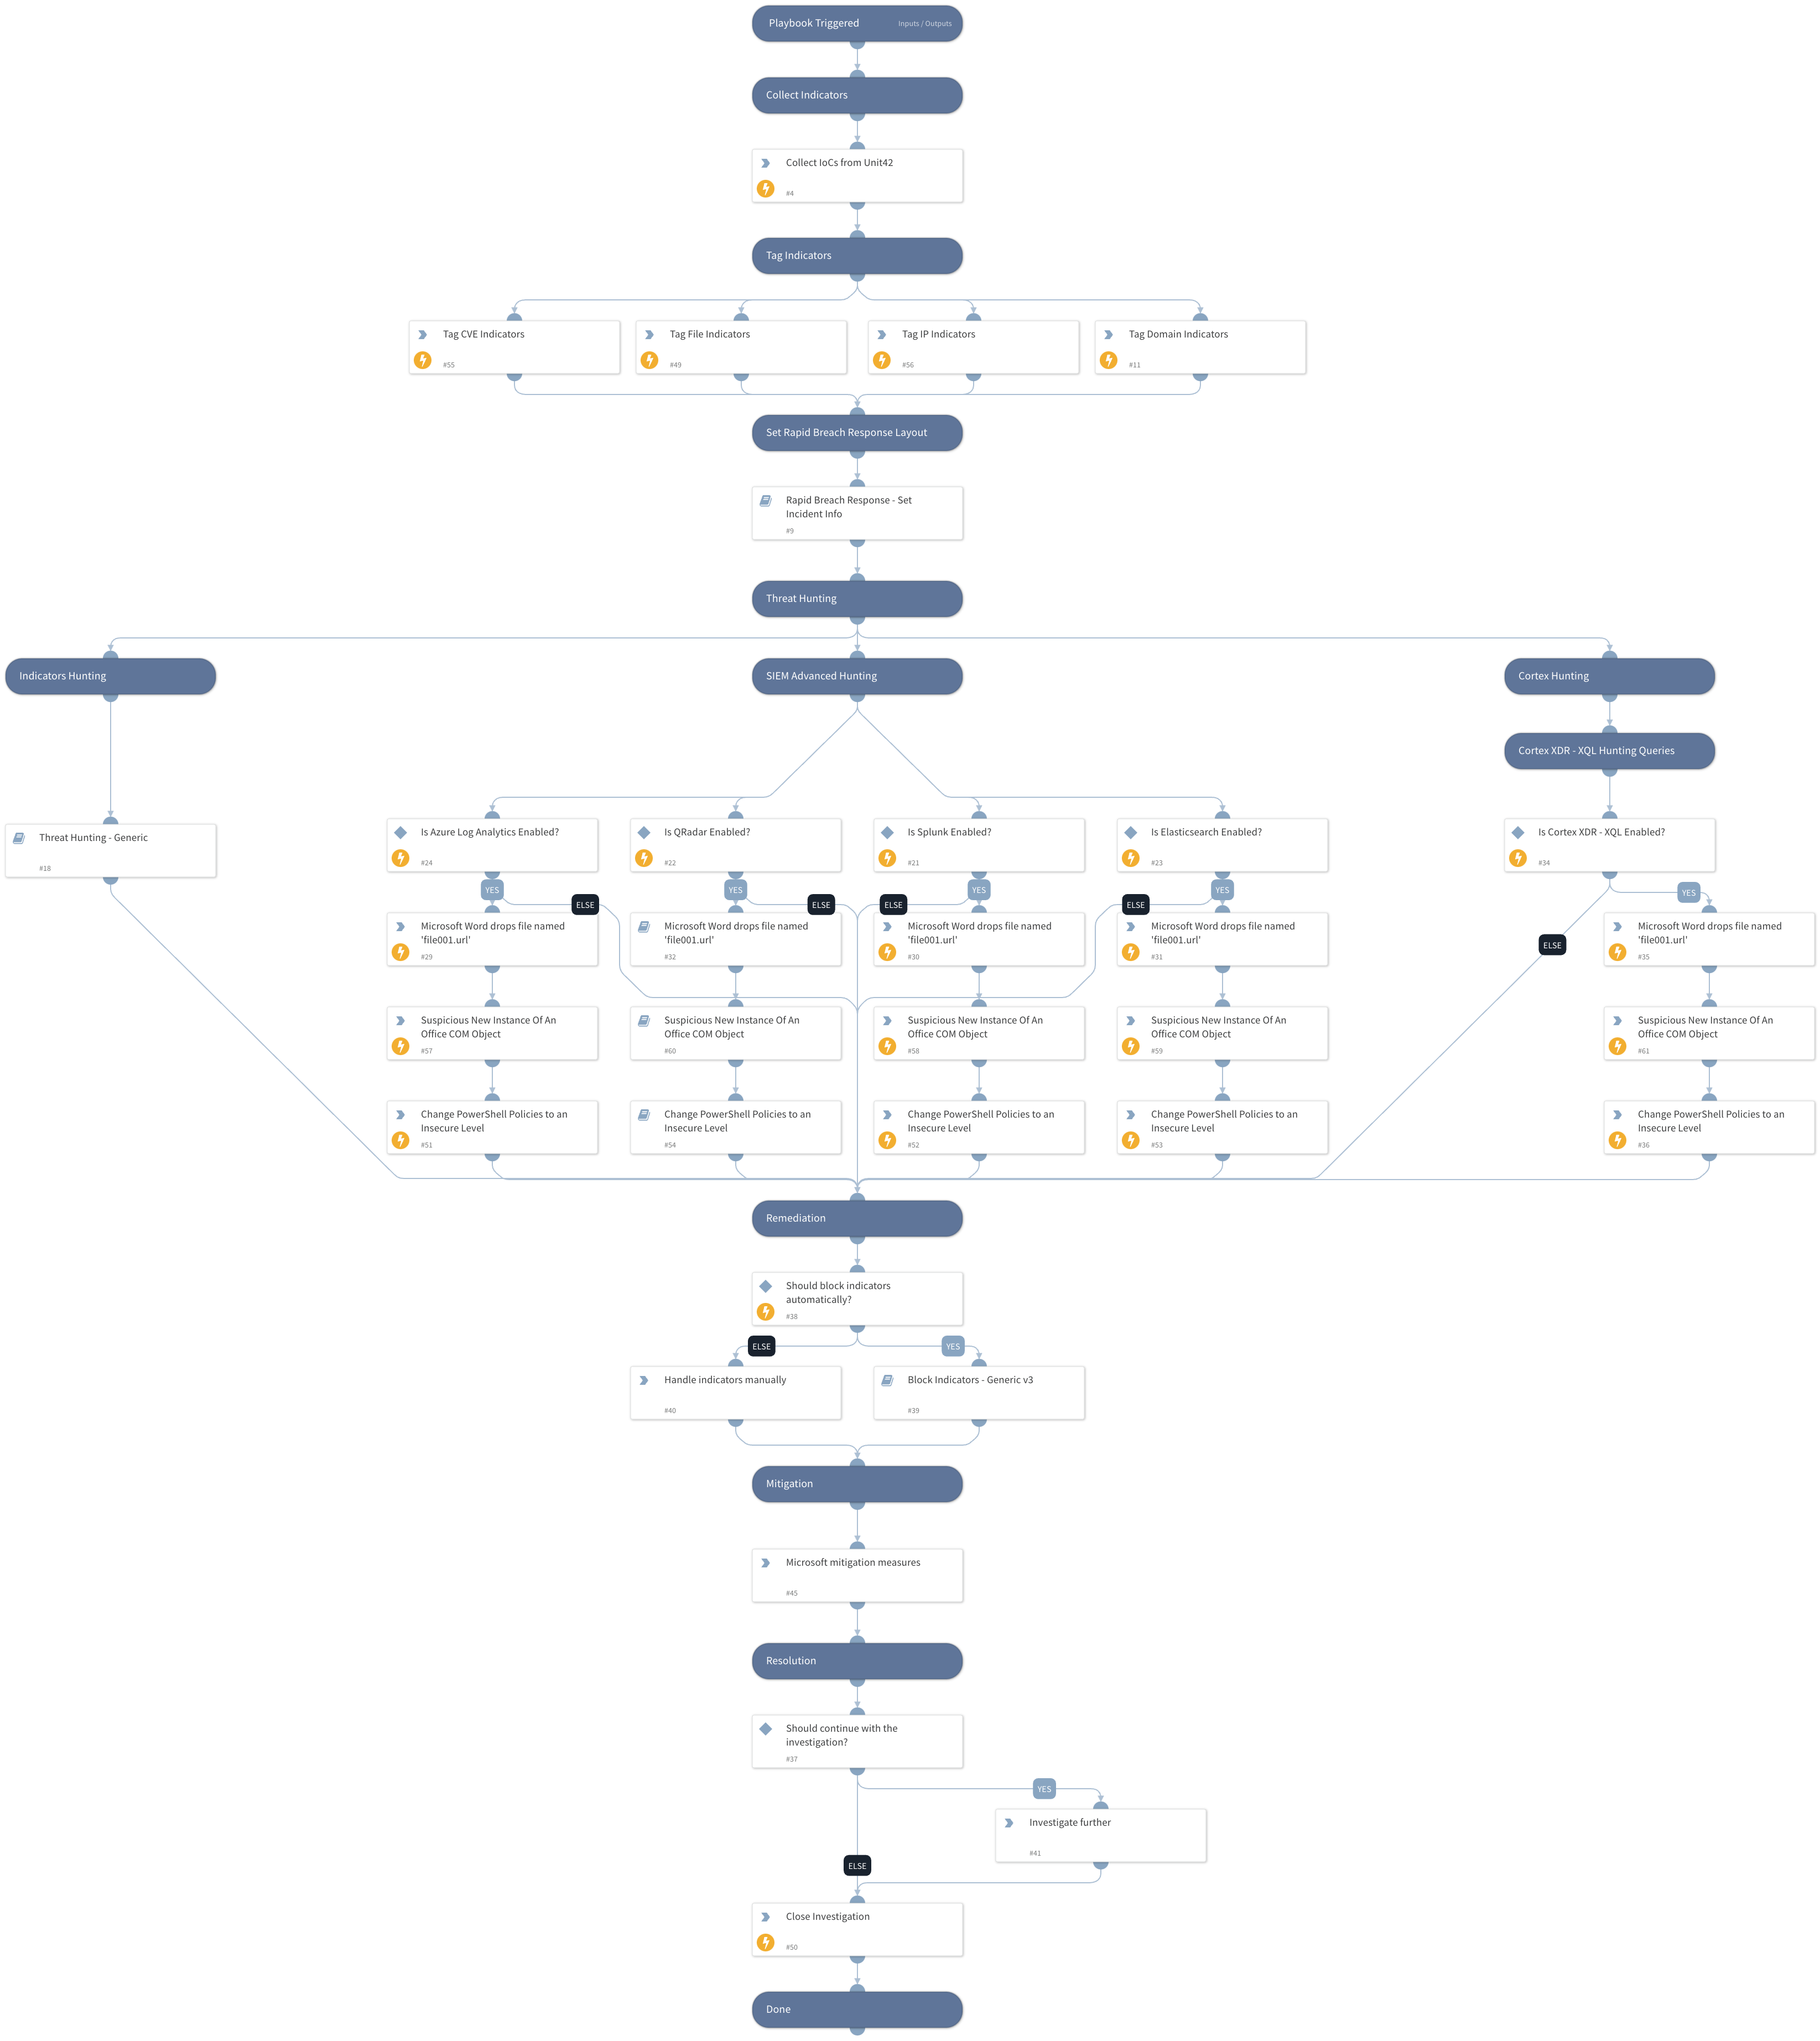 Playbook Triggered
Inputs / Outputs
Collect Indicators
Collect IoCs from Unit42
#4
Tag Indicators
Tag CVE Indicators
#55
Tag File Indicators
#49
Tag IP Indicators
#56
Tag Domain Indicators
#11
Set Rapid Breach Response Layout
Rapid Breach Response - Set
Incident Info
#9
Threat Hunting
Indicators Hunting
SIEM Advanced Hunting
Cortex Hunting
Cortex XDR - XQL Hunting Queries
Threat Hunting - Generic
#18
Is Azure Log Analytics Enabled?
#24
Is QRadar Enabled?
#22
Is Splunk Enabled?
#21
Is Elasticsearch Enabled?
#23
Is Cortex XDR - XQL Enabled?
#34
YES
YES
YES
YES
YES
ELSE
ELSE
ELSE
ELSE
ELSE
Microsoft Word drops file named
'file001.url'
#29
Microsoft Word drops file named
'file001.url'
#32
Microsoft Word drops file named
'file001.url'
#30
Microsoft Word drops file named
'file001.url'
#31
Microsoft Word drops file named
'file001.url'
#35
Suspicious New Instance Of An
Office COM Object
#57
Suspicious New Instance Of An
Office COM Object
#60
Suspicious New Instance Of An
Office COM Object
#58
Suspicious New Instance Of An
Office COM Object
#59
Suspicious New Instance Of An
Office COM Object
#61
Change PowerShell Policies to an
Insecure Level
#51
Change PowerShell Policies to an
Insecure Level
#54
Change PowerShell Policies to an
Insecure Level
#52
Change PowerShell Policies to an
Insecure Level
#53
Change PowerShell Policies to an
Insecure Level
#36
Remediation
Should block indicators
automatically?
#38
ELSE
YES
Handle indicators manually
#40
Block Indicators - Generic v3
#39
Mitigation
Microsoft mitigation measures
#45
Resolution
Should continue with the
investigation?
#37
YES
Investigate further
#41
ELSE
Close Investigation
#50
Done